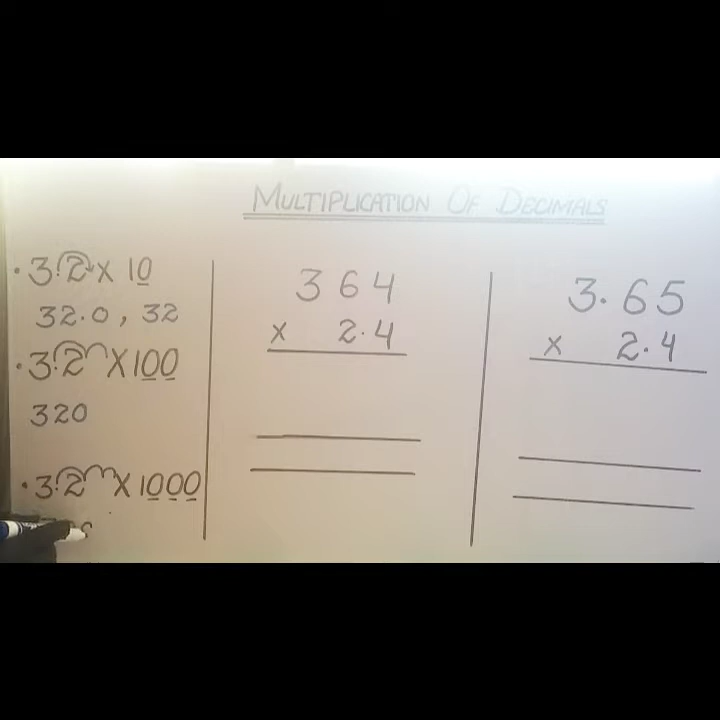 MULTIPLICATION OF DECIMALS
• 3.2 x 10
32.0 , 32
• 3.2 x 100
320
• 3.2 x 1000
364
x 2.4
3.65
x 2.4